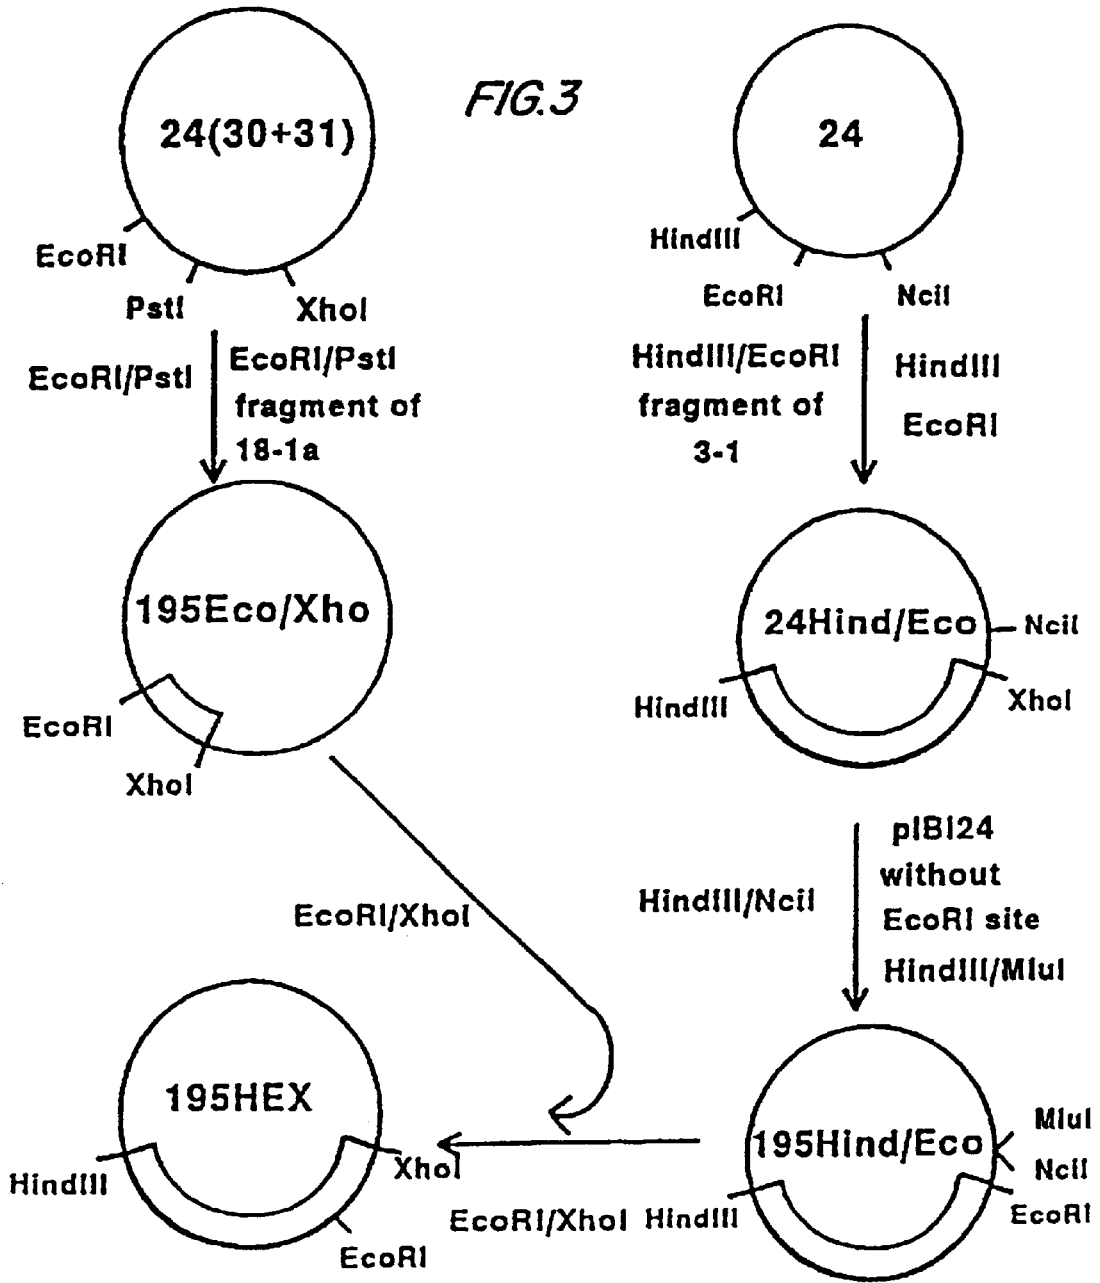 FIG.3
24(30+31)
EcoRI
PstI
XhoI
EcoRI/PstI
EcoRI/PstI
fragment of
18-1a
195Eco/Xho
EcoRI
XhoI
EcoRI/XhoI
24
HindIII
EcoRI
NciI
HindIII/EcoRI
fragment of
3-1
HindIII
EcoRI
24Hind/Eco
NciI
HindIII
XhoI
HindIII/NciI
pIBI24
without
EcoRI site
HindIII/MluI
195Hind/Eco
MluI
NciI
EcoRI
HindIII
EcoRI/XhoI
195HEX
HindIII
XhoI
EcoRI